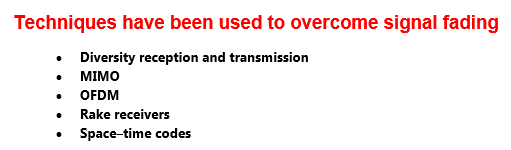 Techniques have been used to overcome signal fading
• Diversity reception and transmission
• MIMO
• OFDM
• Rake receivers
• Space–time codes